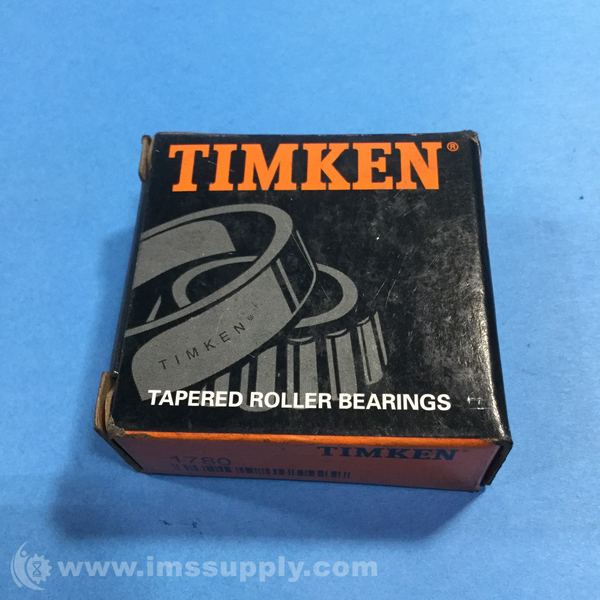 TIMKEN®
TIMKEN
TAPERED ROLLER BEARINGS
1780
TIMKEN
www.imssupply.com